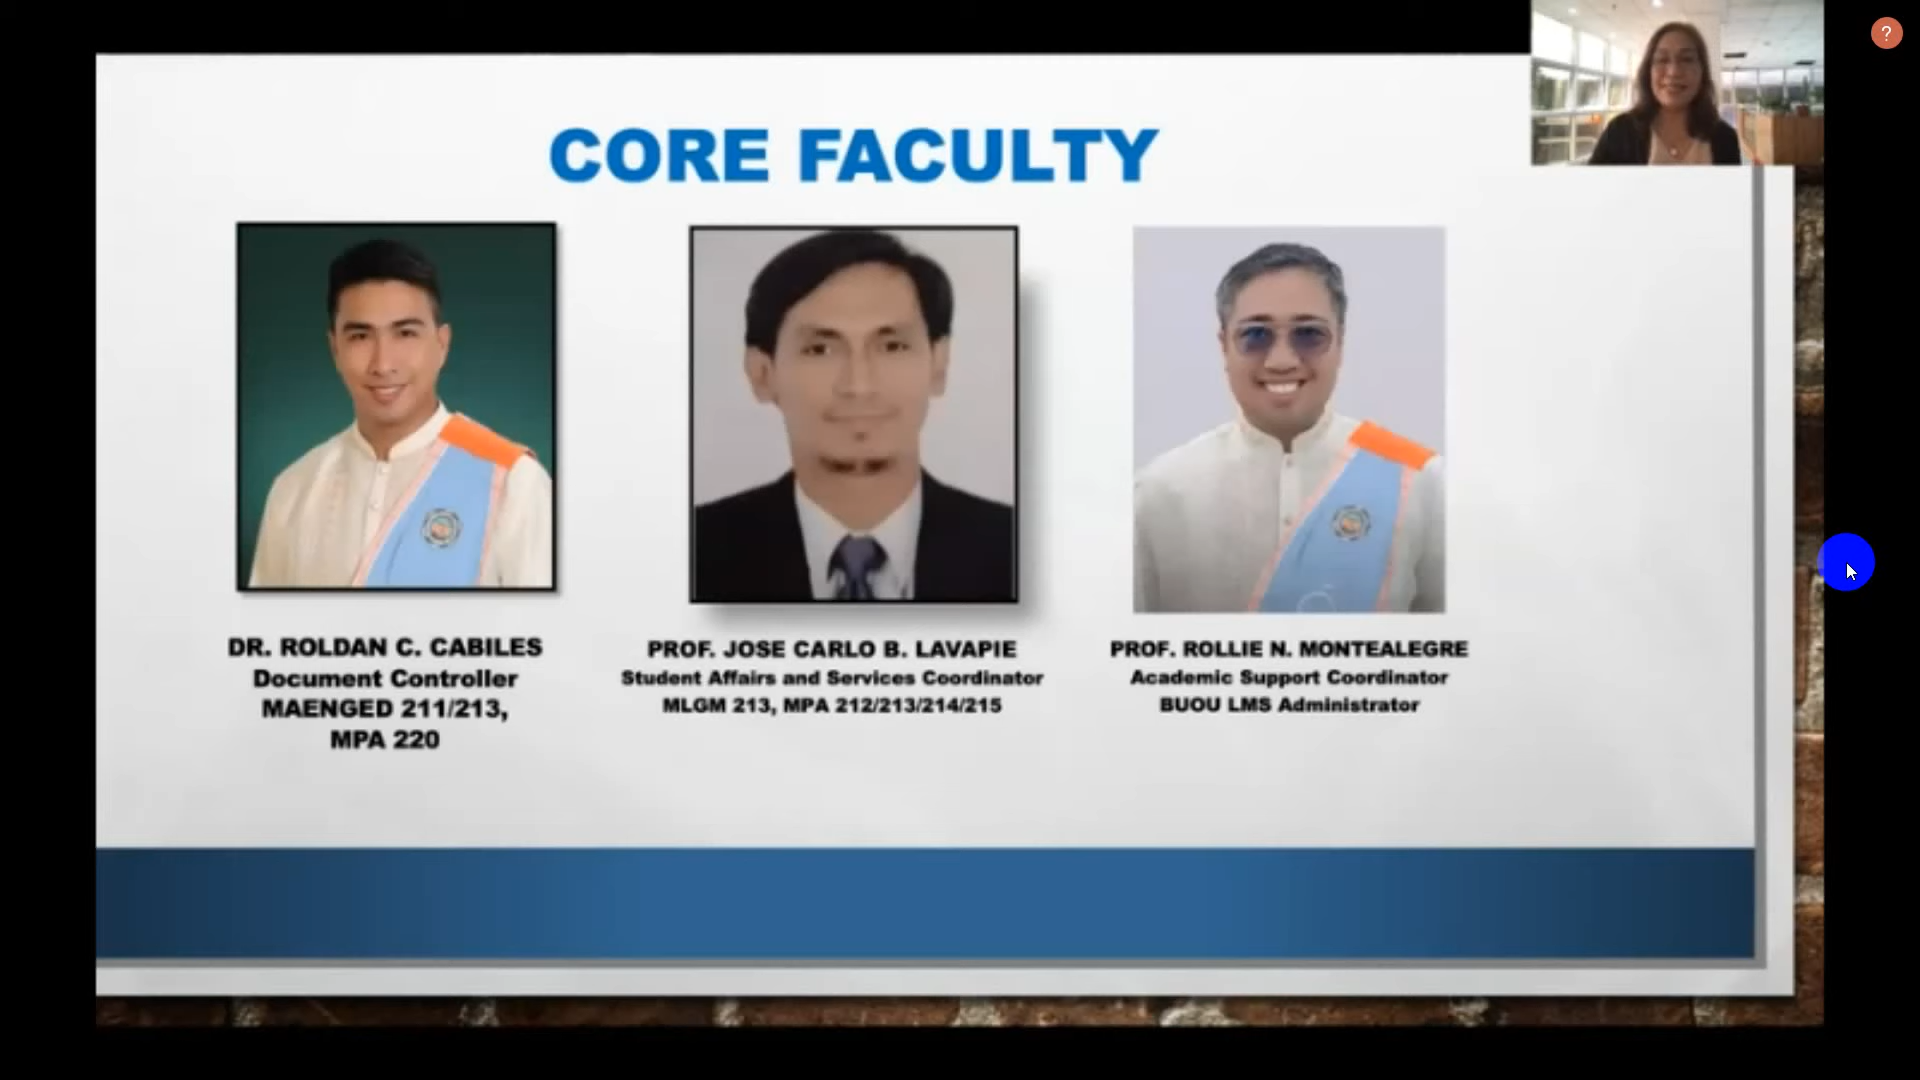 CORE FACULTY
DR. ROLDAN C. CABILES
Document Controller
MAENGED 211/213,
MPA 220
PROF. JOSE CARLO B. LAVAPIE
Student Affairs and Services Coordinator
MLGM 213, MPA 212/213/214/215
PROF. ROLLIE N. MONTEALEGRE
Academic Support Coordinator
BUOU LMS Administrator
?